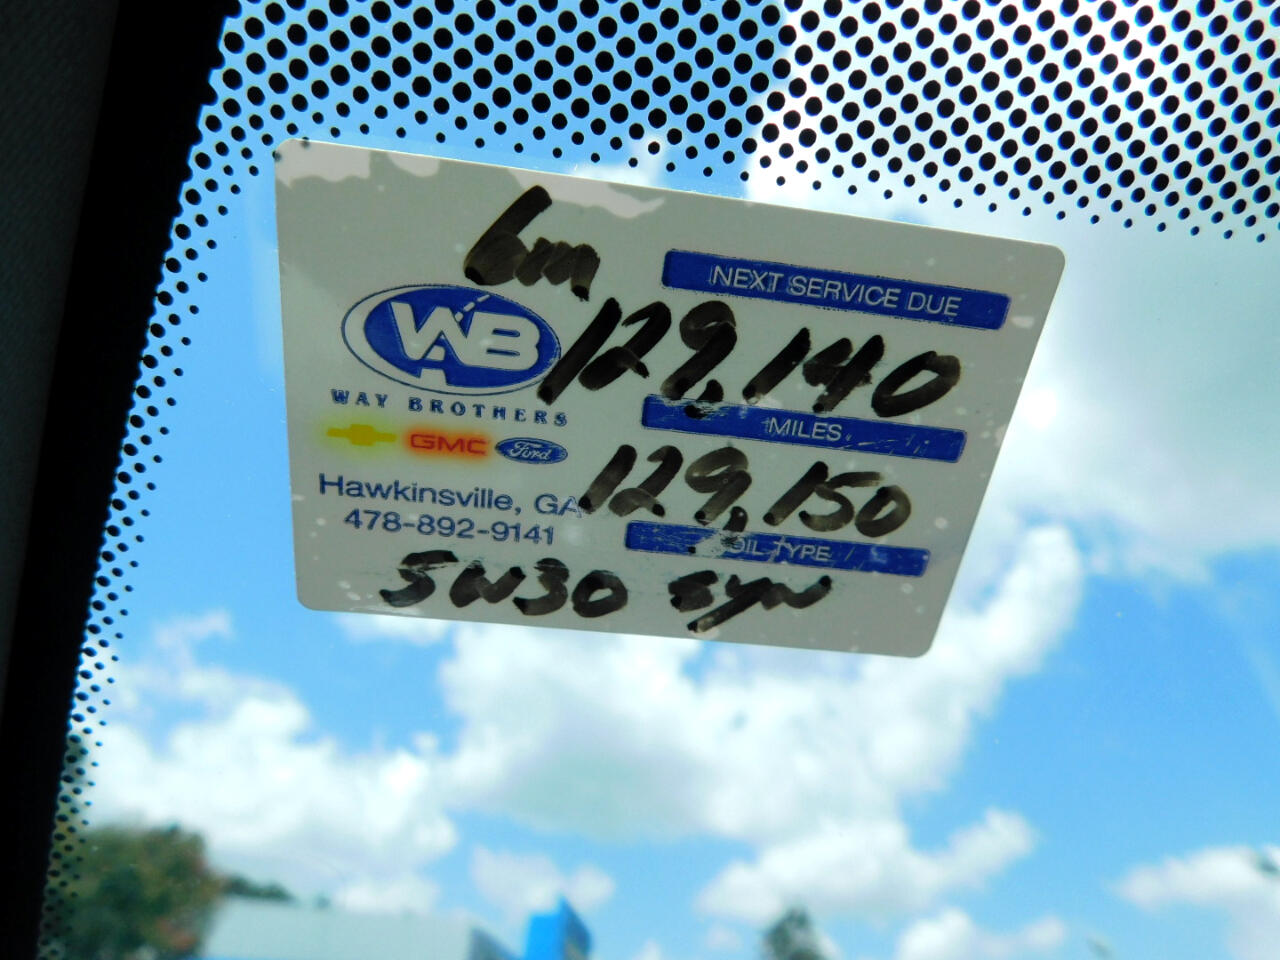 6m
NEXT SERVICE DUE
129,140
WAB
WAY BROTHERS
MILES
GMC Ford
129,150
Hawkinsville, GA
478-892-9141
OIL TYPE
5W30 SYN